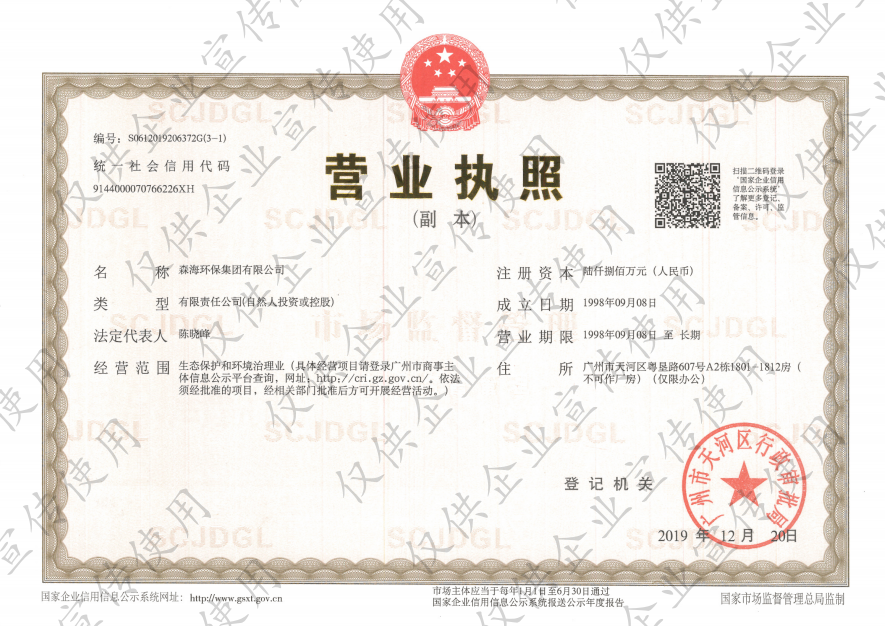 编号: S0612019206372G(3-1)
统一社会信用代码
9144000070766226XH
营业执照
(副 本)
扫描二维码登录
“国家企业信用
信息公示系统”
了解更多登记、
备案、许可、监
管信息。
名 称 森海环保集团有限公司
类 型 有限责任公司(自然人投资或控股)
法定代表人 陈晓峰
经营范围 生态保护和环境治理业（具体经营项目请登录广州市商事主
体信息公示平台查询，网址：http://cri.gz.gov.cn/。依法
须经批准的项目，经相关部门批准后方可开展经营活动。）
注册资本 陆仟捌佰万元（人民币）
成立日期 1998年09月08日
营业期限 1998年09月08日 至 长期
住 所 广州市天河区粤垦路607号A2栋1801-1812房（
不可作厂房）（仅限办公）
登记机关
广州市天河区行政审批局
2019 年 12 月 20日
国家企业信用信息公示系统网址：http://www.gsxt.gov.cn
市场主体应当于每年1月1日至6月30日通过
国家企业信用信息公示系统报送公示年度报告
国家市场监督管理总局监制
仅供企业宣传使用
SCJDGL
市场监督管理